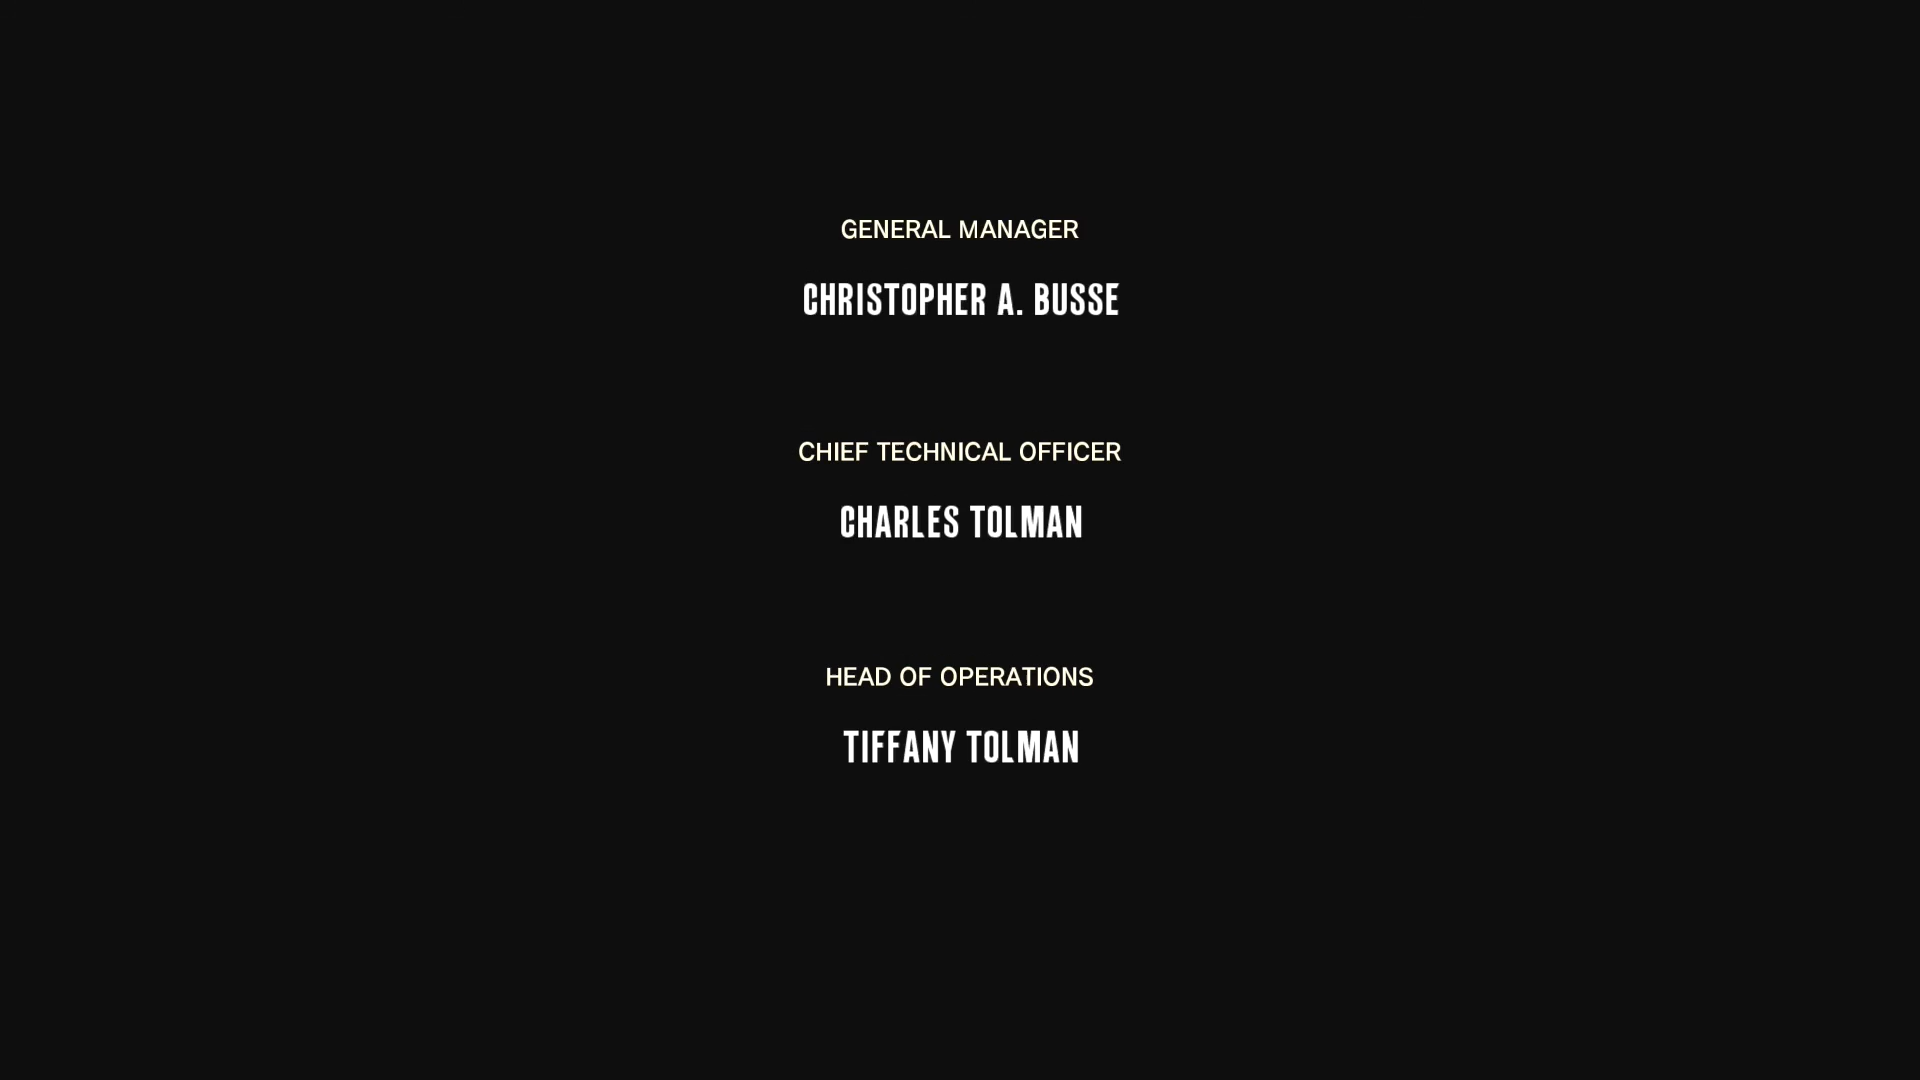 GENERAL MANAGER
CHRISTOPHER A. BUSSE
CHIEF TECHNICAL OFFICER
CHARLES TOLMAN
HEAD OF OPERATIONS
TIFFANY TOLMAN